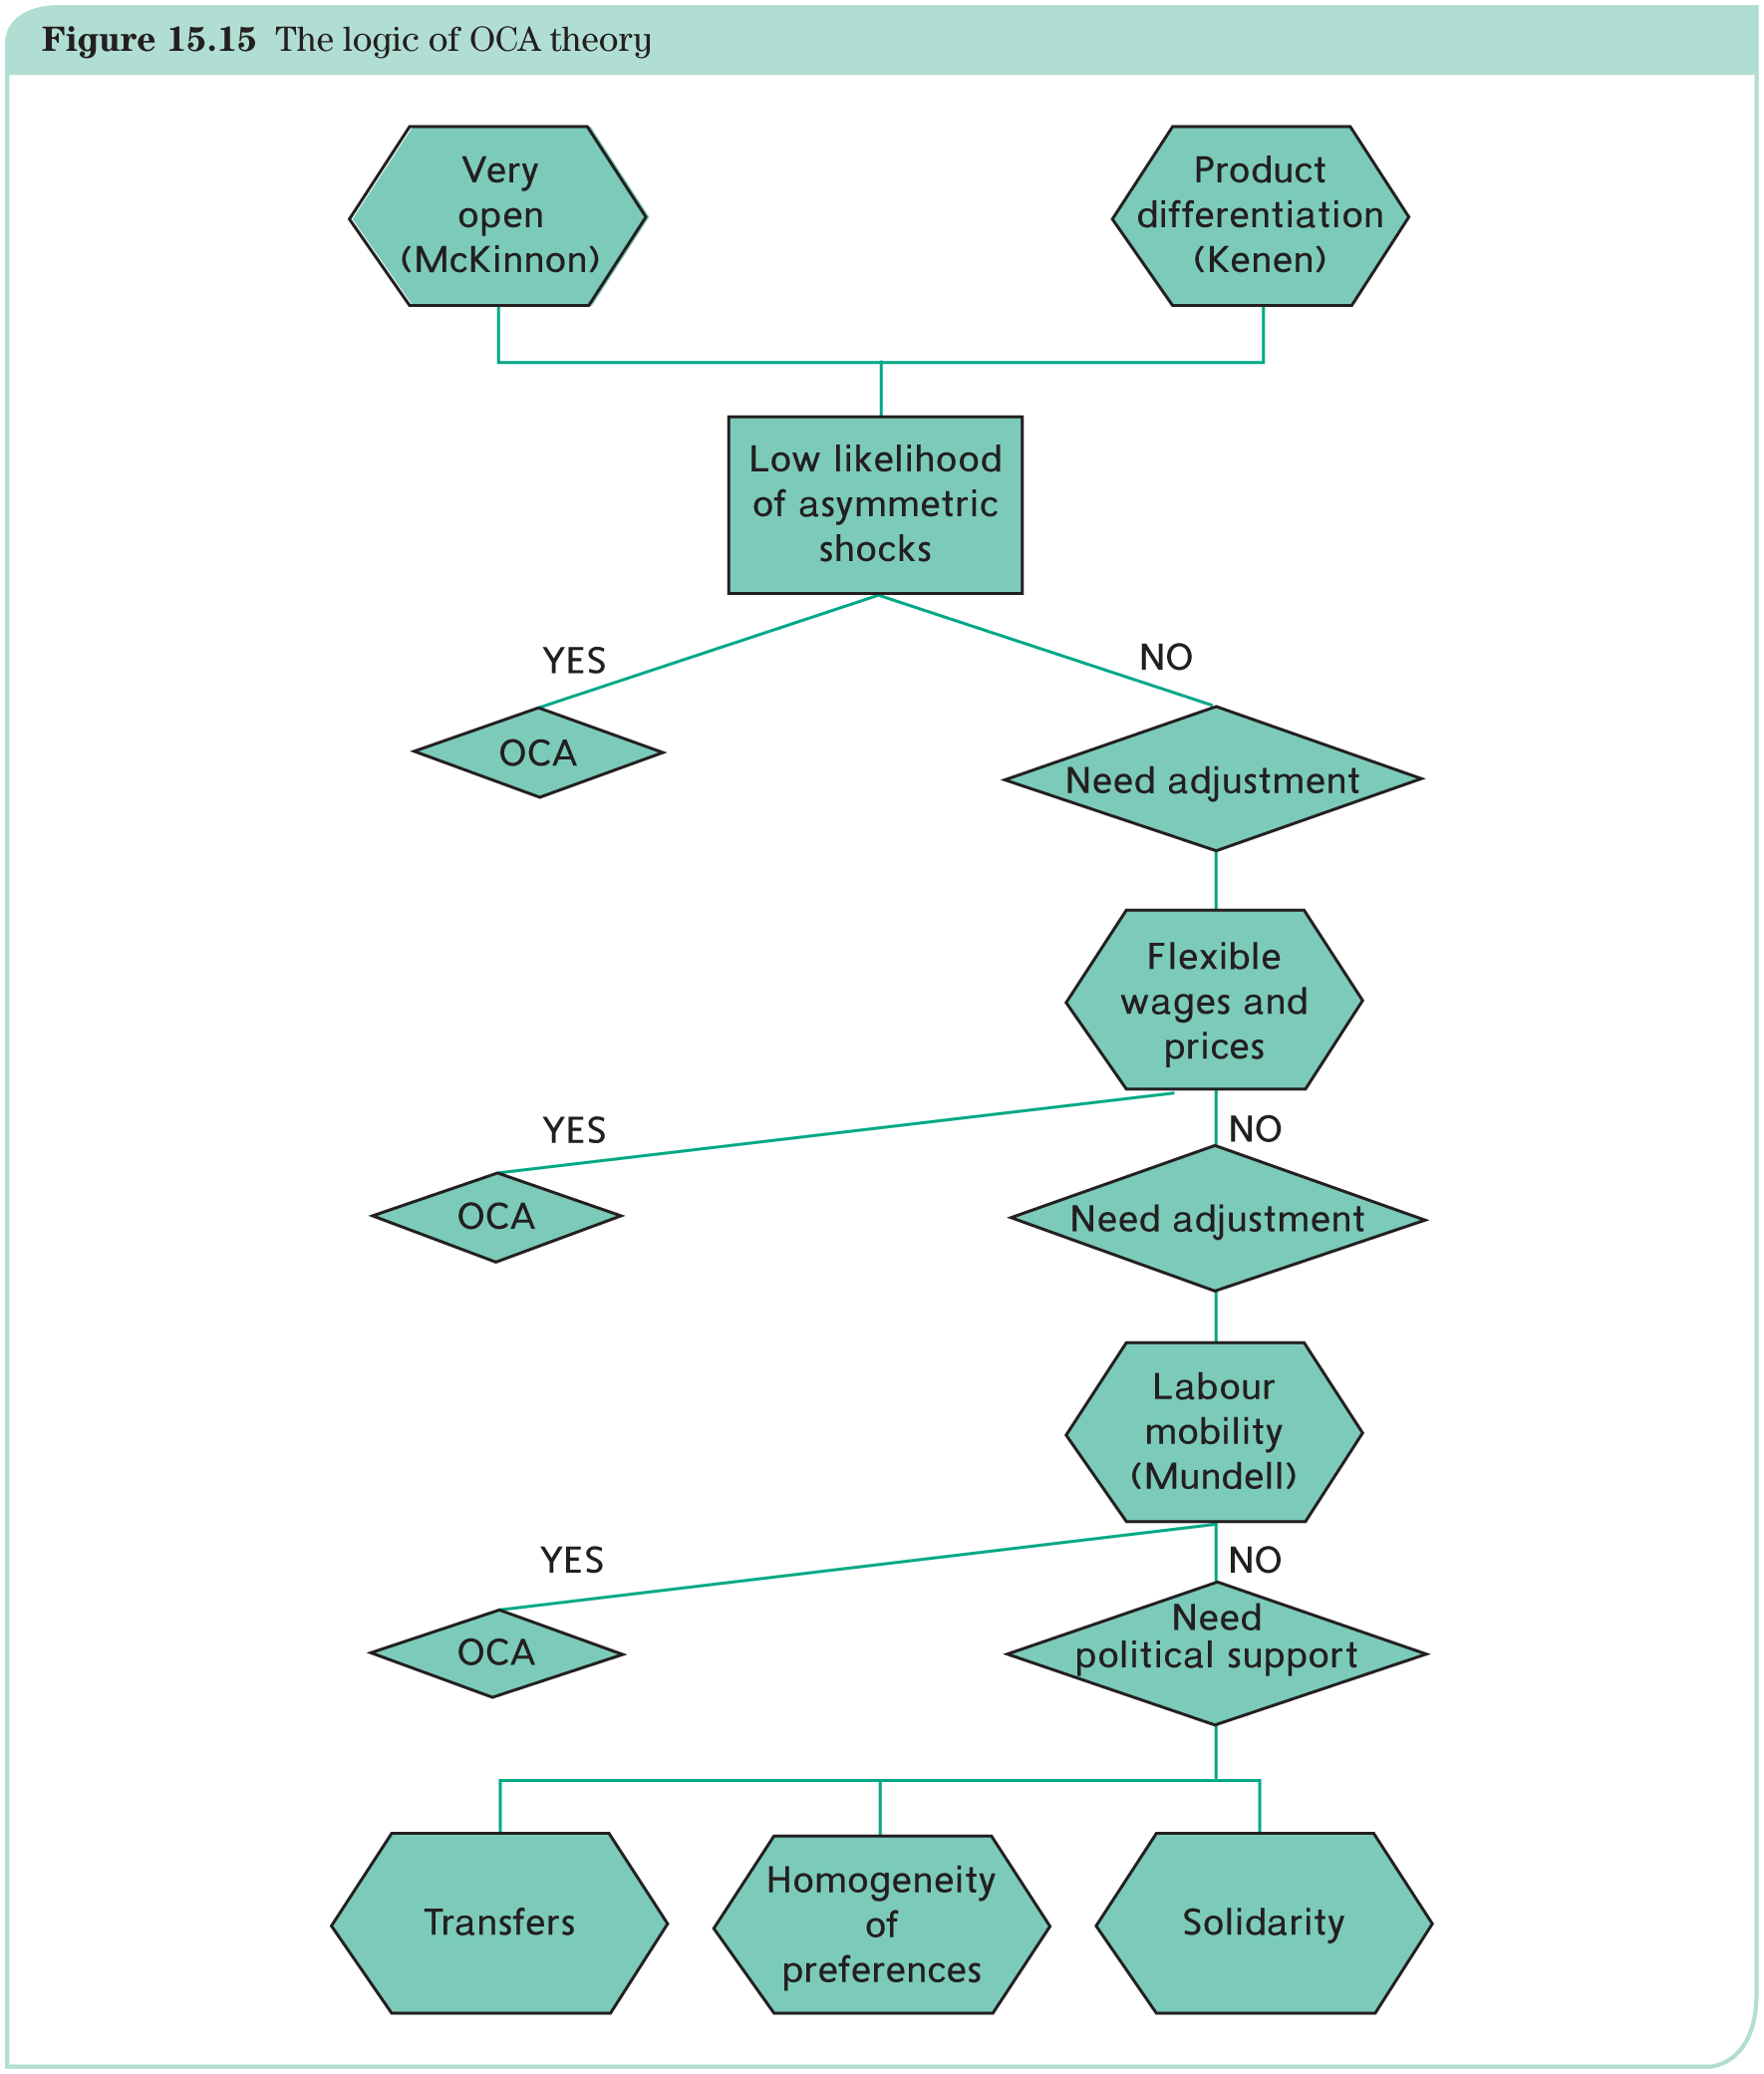 Figure 15.15 The logic of OCA theory
Very
open
(McKinnon)
Product
differentiation
(Kenen)
Low likelihood
of asymmetric
shocks
YES
NO
OCA
Need adjustment
Flexible
wages and
prices
YES
NO
OCA
Need adjustment
Labour
mobility
(Mundell)
YES
NO
OCA
Need
political support
Transfers
Homogeneity
of
preferences
Solidarity